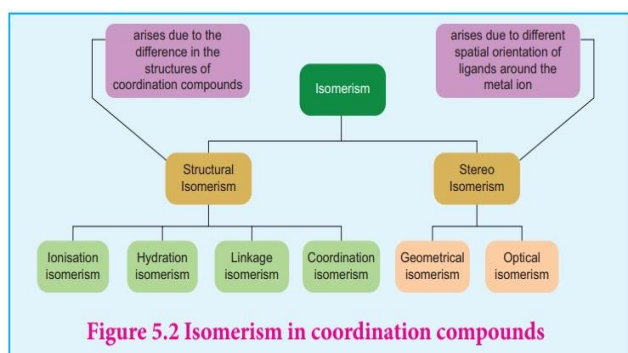 arises due to the
difference in the
structures of
coordination compounds
arises due to different
spatial orientation of
ligands around the
metal ion
Isomerism
Structural
Isomerism
Stereo
Isomerism
Ionisation
isomerism
Hydration
isomerism
Linkage
isomerism
Coordination
isomerism
Geometrical
isomerism
Optical
isomerism
Figure 5.2 Isomerism in coordination compounds